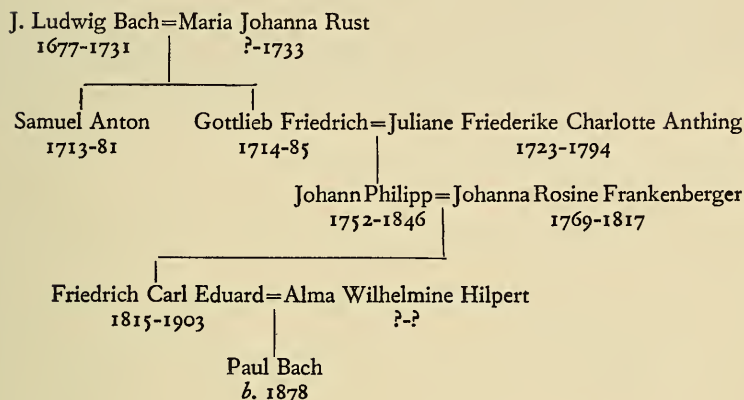 J. Ludwig Bach=Maria Johanna Rust
1677-1731 ?-1733
Samuel Anton Gottlieb Friedrich=Juliane Friederike Charlotte Anthing
1713-81 1714-85 1723-1794
Johann Philipp=Johanna Rosine Frankenberger
1752-1846 1769-1817
Friedrich Carl Eduard=Alma Wilhelmine Hilpert
1815-1903 ?-?
Paul Bach
b. 1878